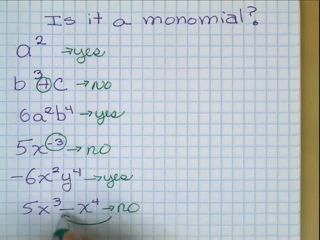 Is it a monomial?
a² →yes
b³+c →no
6a²b⁴ →yes
5x⁻³ →no
-6x²y⁴ →yes
5x³-x⁴ →no